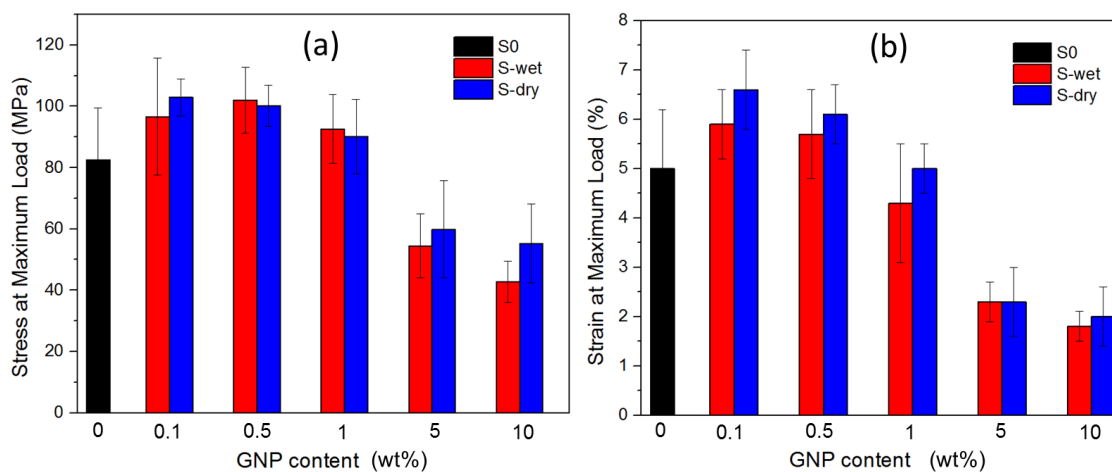 (a)
S0
S-wet
S-dry
Stress at Maximum Load (MPa)
120
100
80
60
40
20
0
0 0.1 0.5 1 5 10
GNP content (wt%)
(b)
S0
S-wet
S-dry
Strain at Maximum Load (%)
8
7
6
5
4
3
2
1
0
0 0.1 0.5 1 5 10
GNP content (wt%)